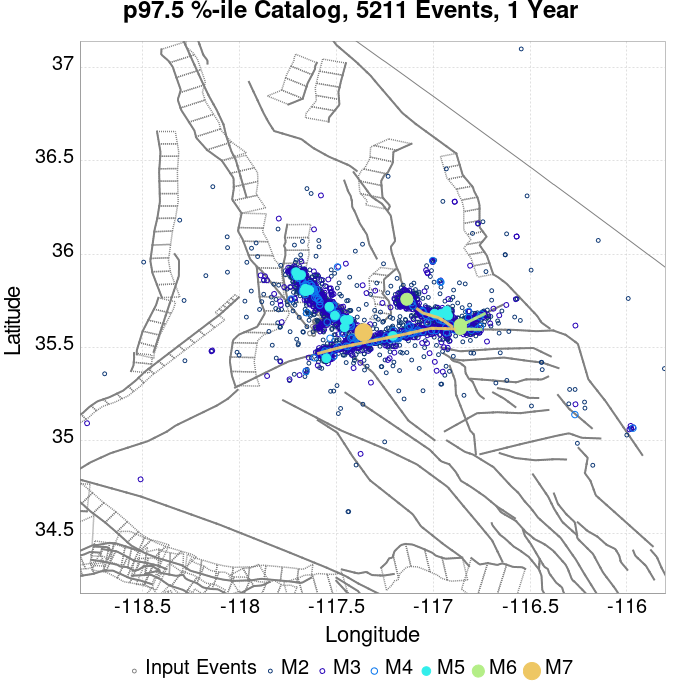 p97.5 %-ile Catalog, 5211 Events, 1 Year
37
36.5
36
35.5
35
34.5
Latitude
-118.5 -118 -117.5 -117 -116.5 -116
Longitude
Input Events M2 M3 M4 M5 M6 M7